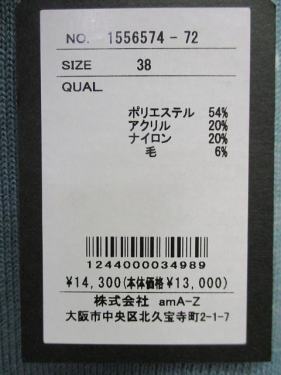 NO. 1556574-72
SIZE 38
QUAL
ポリエステル 54%
アクリル 20%
ナイロン 20%
毛 6%
1244000034989
¥14,300(本体価格¥13,000)
株式会社 amA-Z
大阪市中央区北久宝寺町2-1-7